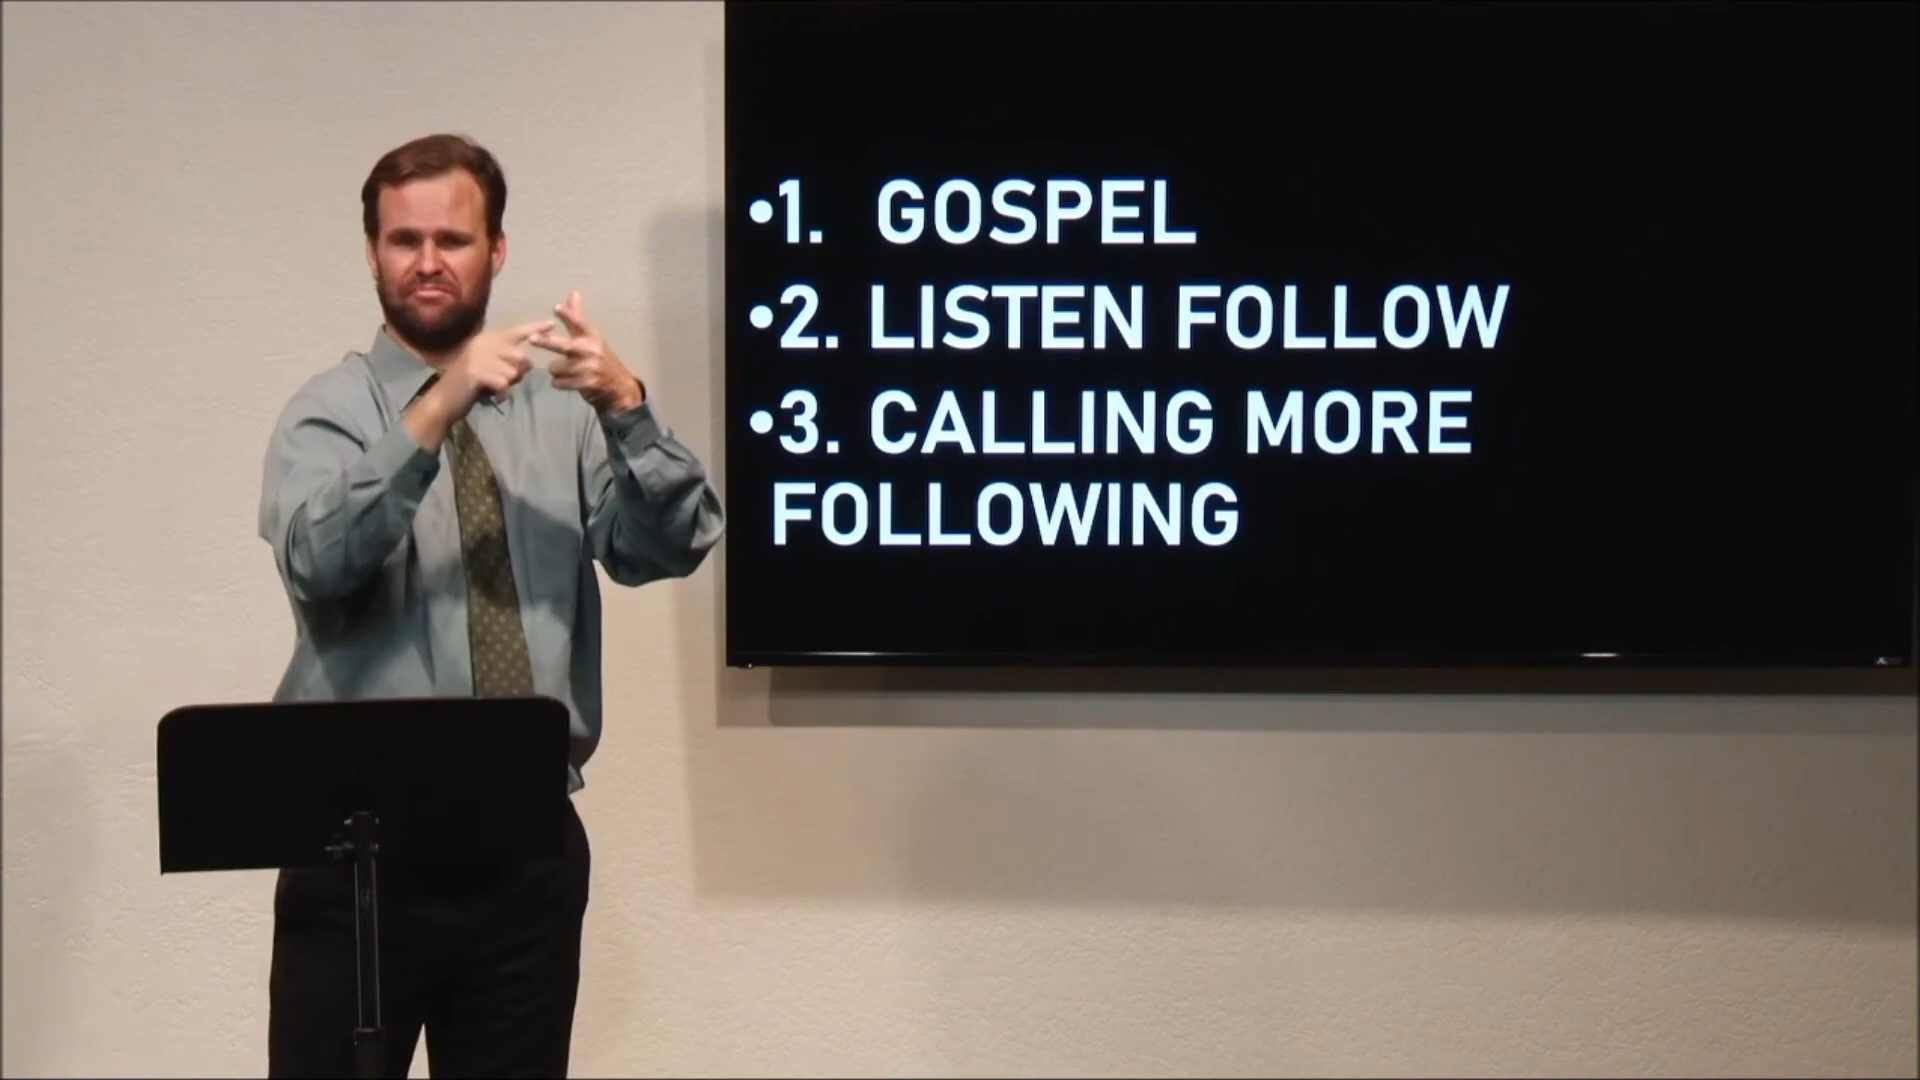 •1. GOSPEL
•2. LISTEN FOLLOW
•3. CALLING MORE
FOLLOWING